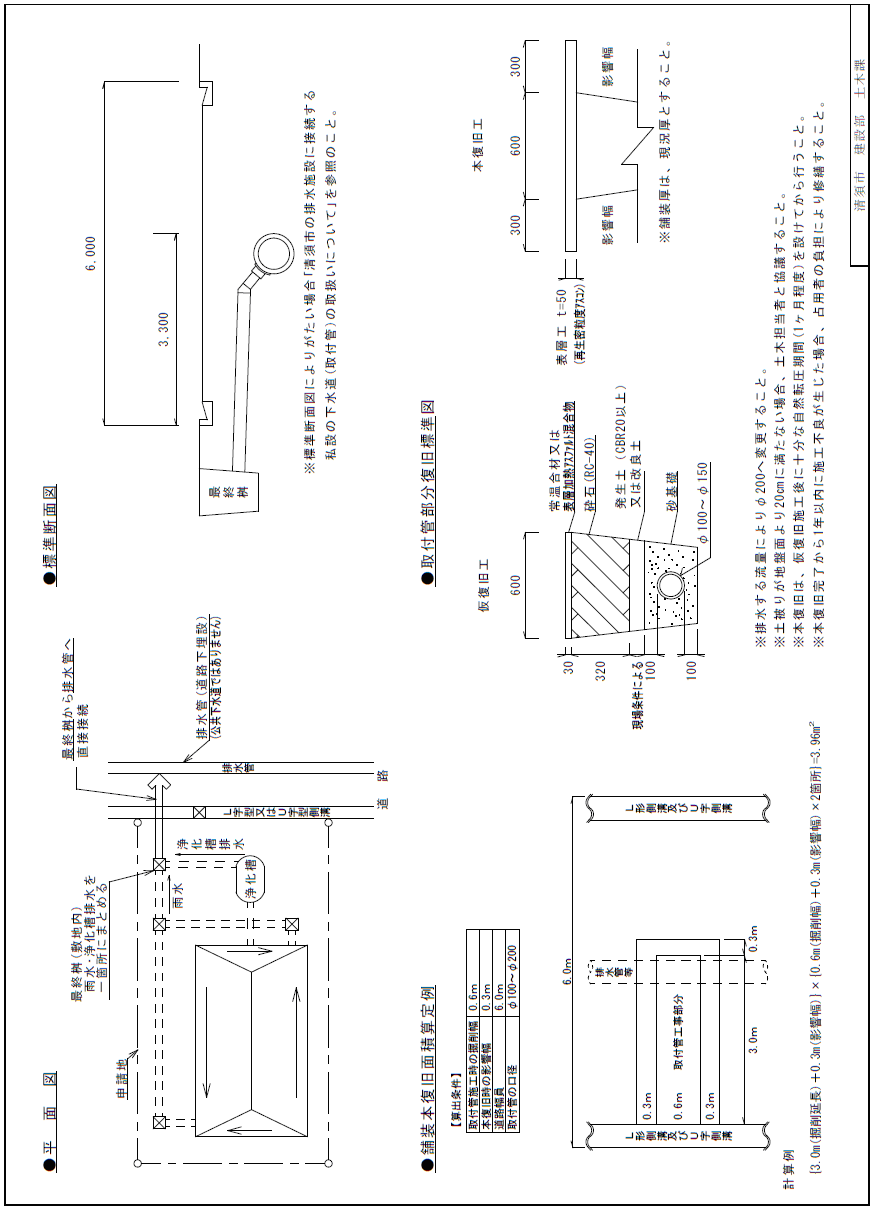 ●平　面　図
申請地
最終桝(敷地内)
雨水･浄化槽排水を
一箇所にまとめる
雨水
浄化槽排水
浄化槽
最終桝から排水管へ
直接接続
L字型又はU字型側溝
排水管
道　路
排水管(道路下埋設)
(公共下水道ではありません)
●標準断面図
6,000
3,300
最終桝
※標準断面図によりがたい場合「清須市の排水施設に接続する
私設の下水道(取付管)の取扱いについて」を参照のこと。
●舗装本復旧面積算定例
【算出条件】
取付管施工時の掘削幅 0.6m
本復旧時の影響幅 0.3m
道路幅員 6.0m
取付管の口径 φ100～φ200
6.0m
L形側溝及びU字側溝
L形側溝及びU字側溝
排水管等
取付管工事部分
0.3m
0.6m
0.3m
3.0m
0.3m
計算例
{3.0m(掘削延長)＋0.3m(影響幅)}×{0.6m(掘削幅)＋0.3m(影響幅)×2箇所}=3.96㎡
●取付管部分復旧標準図
仮復旧工
600
30
320
現場条件による
100
100
常温合材又は
表層加熱アスファルト混合物
砕石(RC-40)
発生土 (CBR20以上)
又は改良土
砂基礎
φ100～φ150
本復旧工
300
600
300
影響幅
影響幅
表層工 t=50
(再生密粒度アスコン)
※舗装厚は、現況厚とすること。
※排水する流量によりφ200へ変更すること。
※土被りが地盤面より20cmに満たない場合、土木担当者と協議すること。
※本復旧は、仮復旧施工後に十分な自然転圧期間(1ヶ月程度)を設けてから行うこと。
※本復旧完了から1年以内に施工不良が生じた場合、占用者の負担により修繕すること。
清須市　建設部　土木課